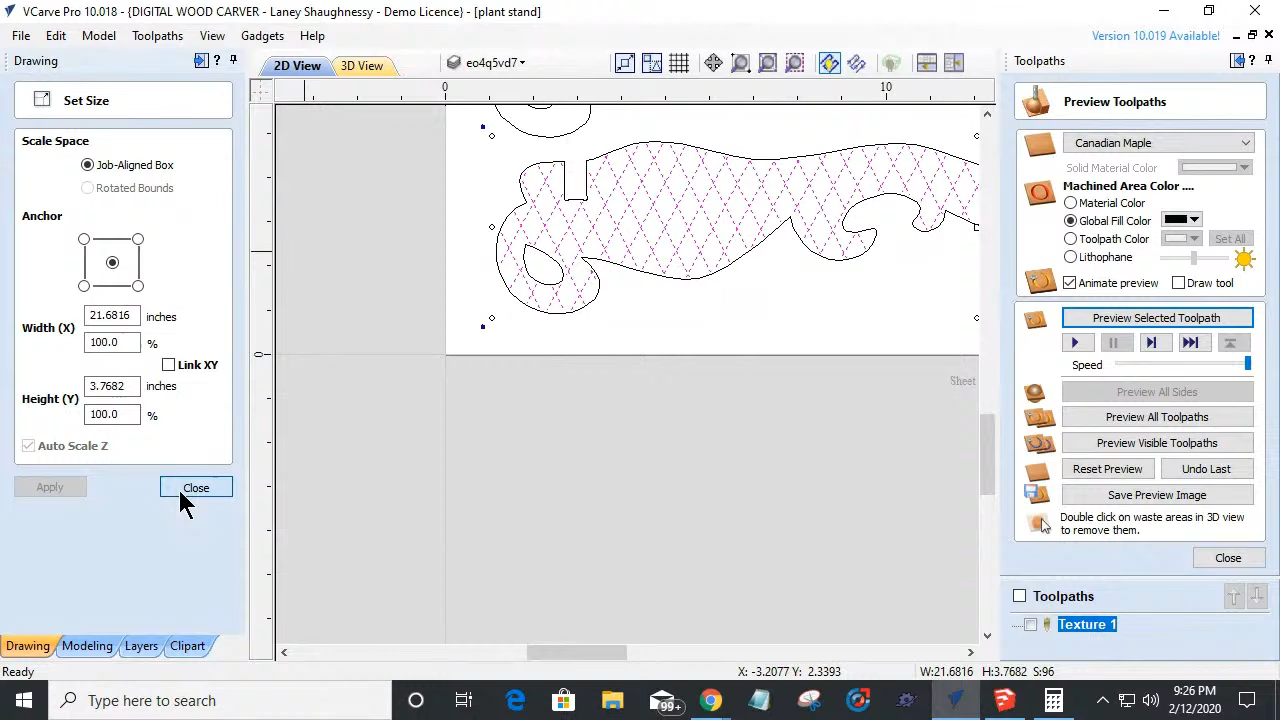 VCarve Pro 10.018 - {DIGITAL WOOD CARVER - Laney Shaughnessy - Demo Licence} - [plant stand]
File Edit Model Toolpaths View Gadgets Help
Version 10.019 Available!
Drawing
2D View
3D View
eo4q5vd7
Toolpaths
Set Size
Scale Space
Job-Aligned Box
Rotated Bounds
Anchor
Width (X)
21.6816 inches
100.0 %
Link XY
Height (Y)
3.7682 inches
100.0 %
Auto Scale Z
Apply
Close
Drawing Modeling Layers Clipart
0 10
0
Sheet
Preview Toolpaths
Canadian Maple
Solid Material Color
Machined Area Color ....
Material Color
Global Fill Color
Toolpath Color
Set All
Lithophane
Animate preview
Draw tool
Preview Selected Toolpath
Speed
Preview All Sides
Preview All Toolpaths
Preview Visible Toolpaths
Reset Preview
Undo Last
Save Preview Image
Double click on waste areas in 3D view
to remove them.
Close
Toolpaths
Texture 1
Ready
X: -3.2077 Y: 2.3393
W:21.6816 H:3.7682 S:96
Type here to search
99+
9:26 PM
2/12/2020